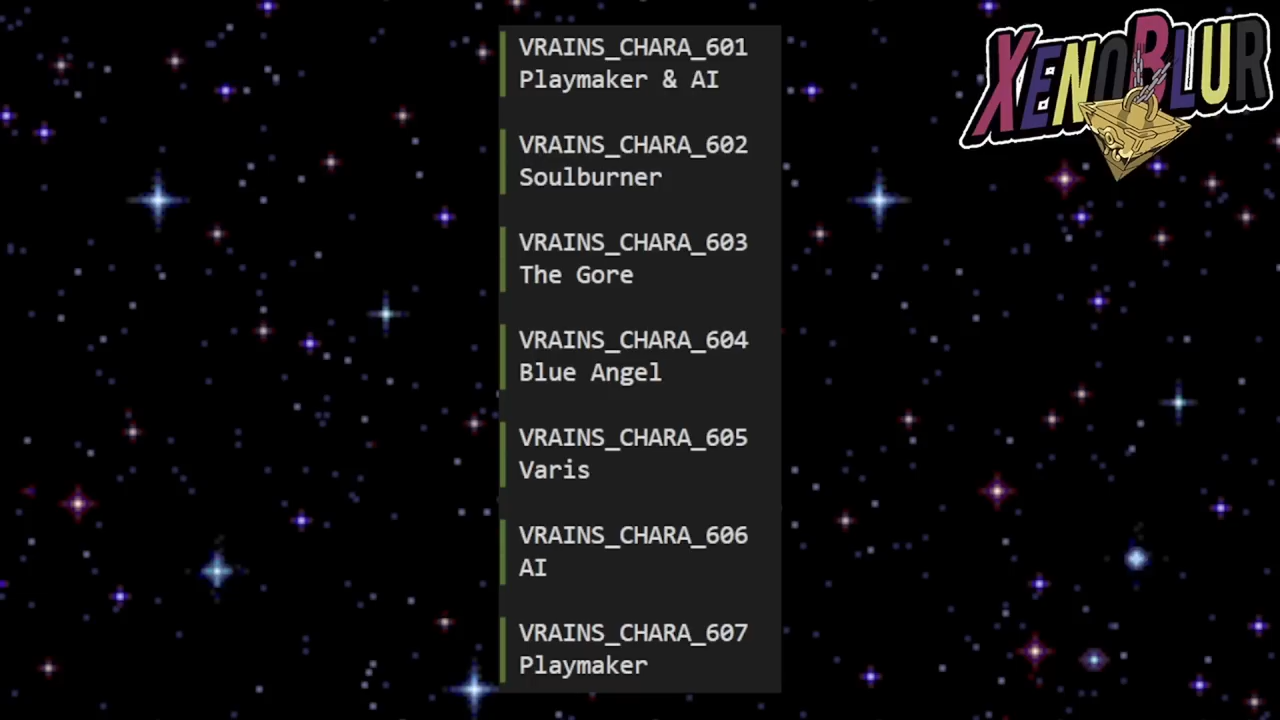 VRAINS_CHARA_601
Playmaker & AI
VRAINS_CHARA_602
Soulburner
VRAINS_CHARA_603
The Gore
VRAINS_CHARA_604
Blue Angel
VRAINS_CHARA_605
Varis
VRAINS_CHARA_606
AI
VRAINS_CHARA_607
Playmaker
XENOBLUR